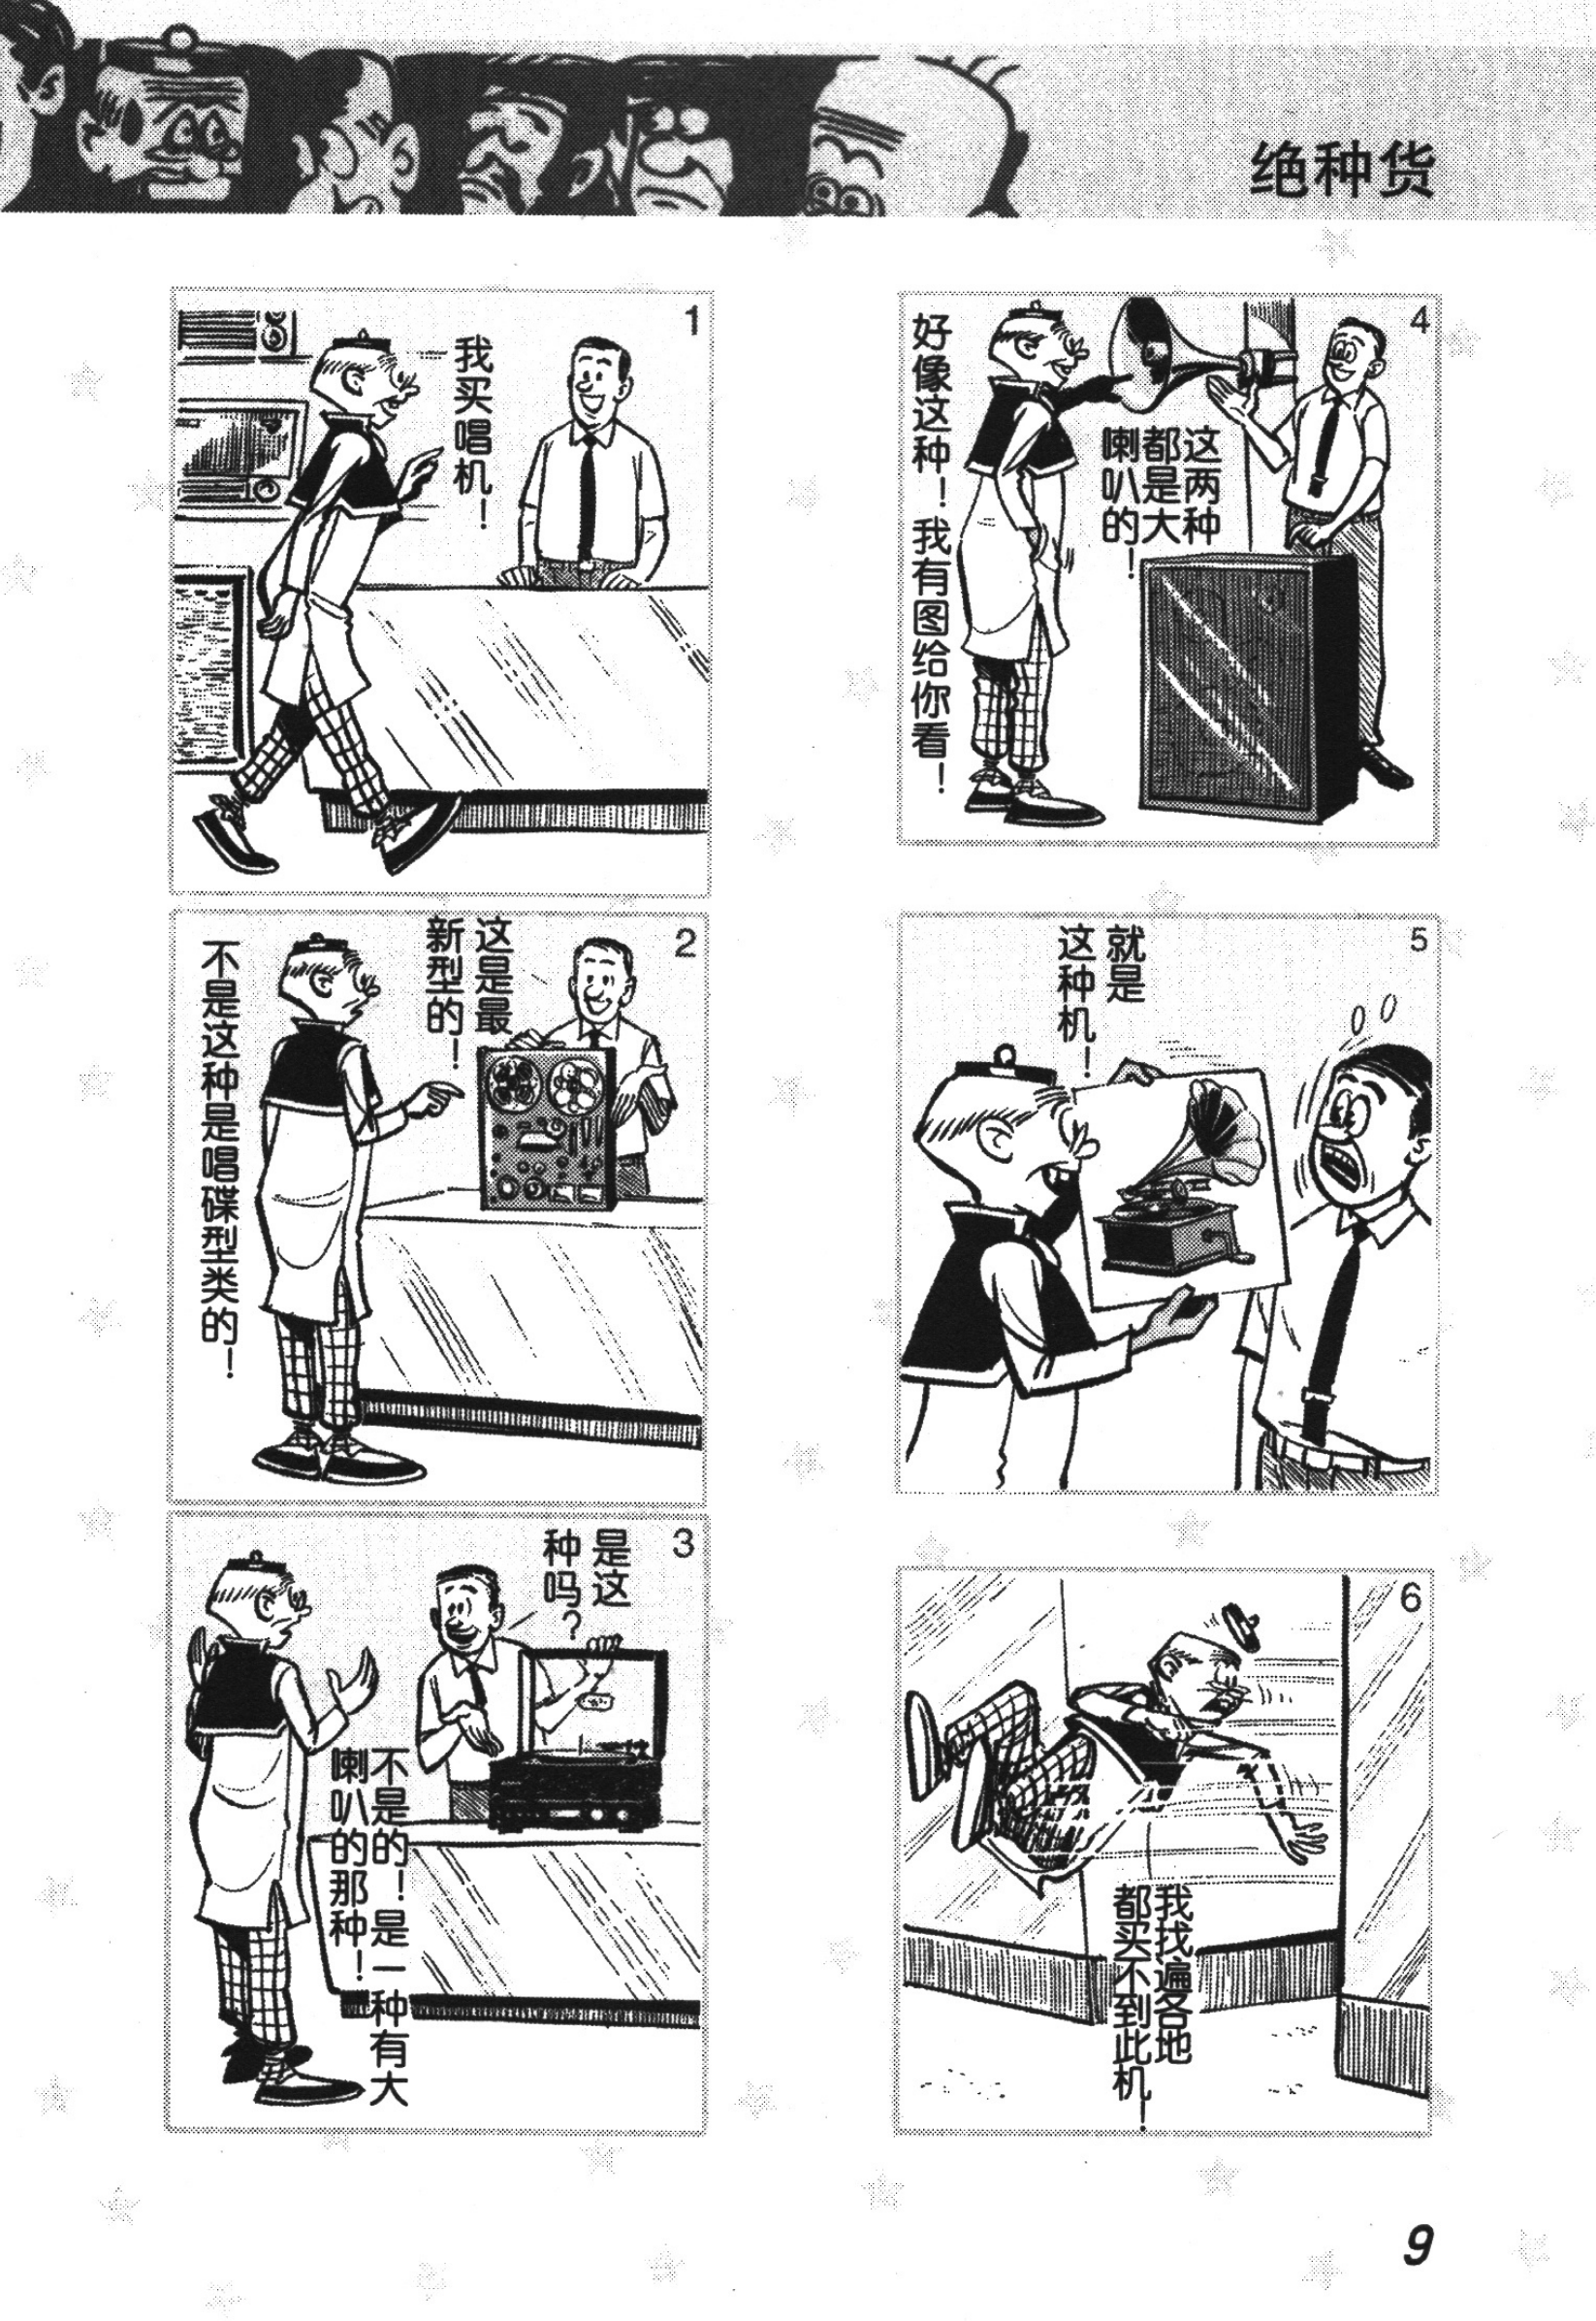 绝种货
1
我买唱机！
2
这是最
新型的！
不是这种是唱碟型类的！
3
是这
种吗？
不是的！是一种有大
喇叭的那种！
4
这两种
都是大
喇叭的！
好像这种！我有图给你看！
5
就是
这种机！
6
我找遍各地
都买不到此机！
9